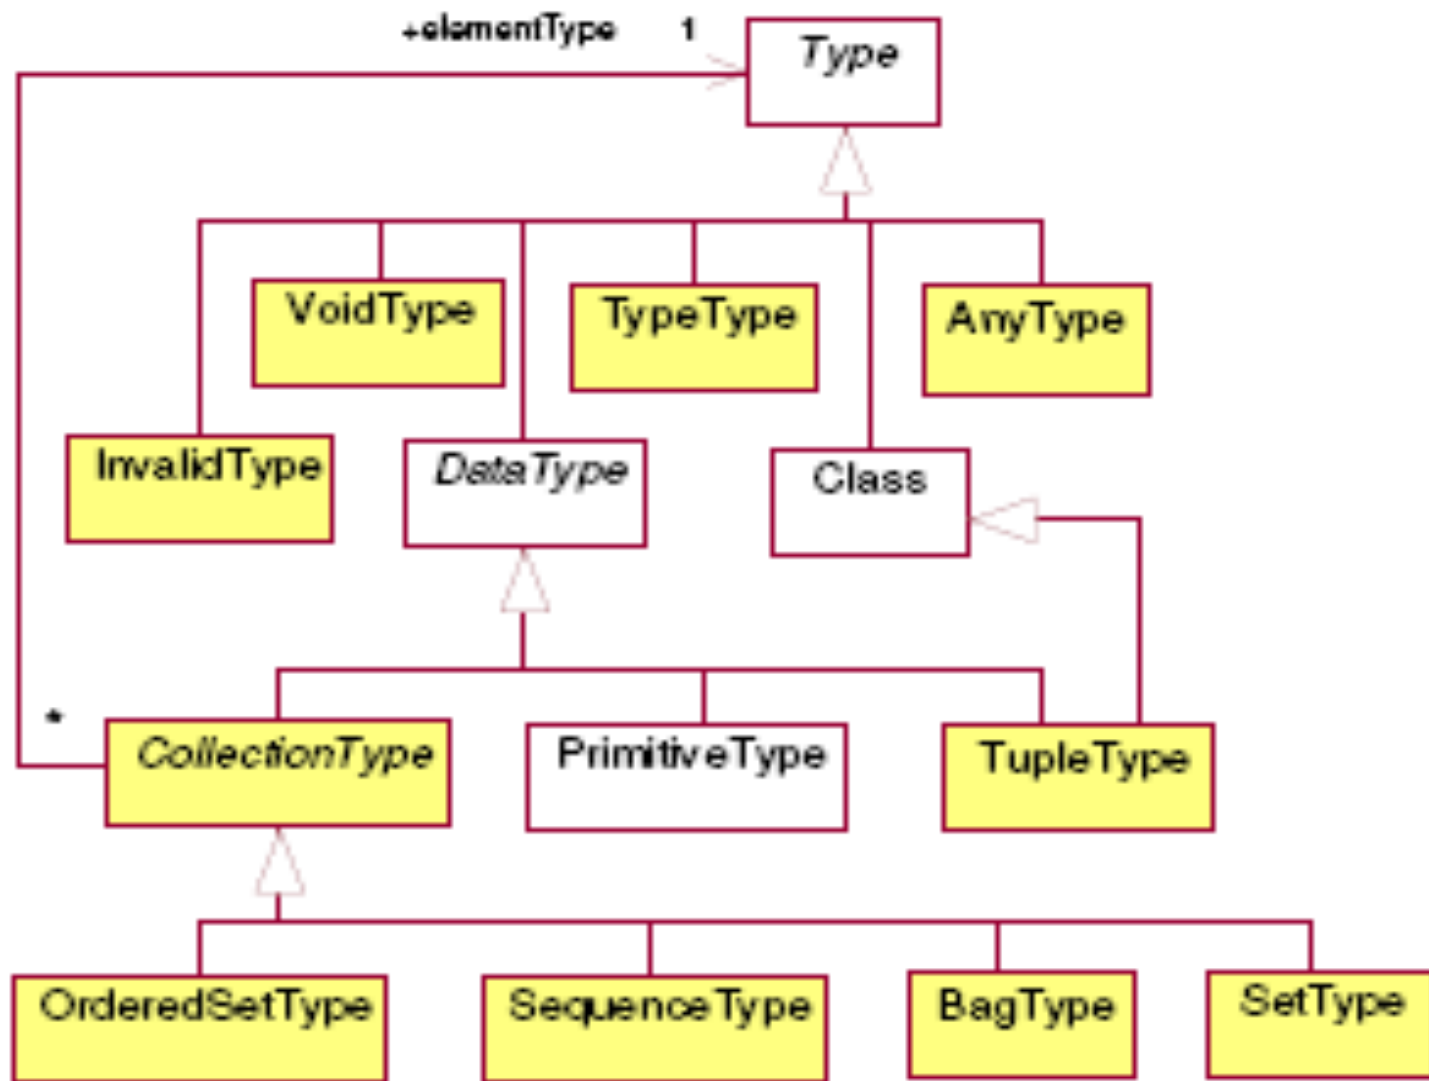 +elementType 1
Type
VoidType
TypeType
AnyType
InvalidType
DataType
Class
*
CollectionType
PrimitiveType
TupleType
OrderedSetType
SequenceType
BagType
SetType